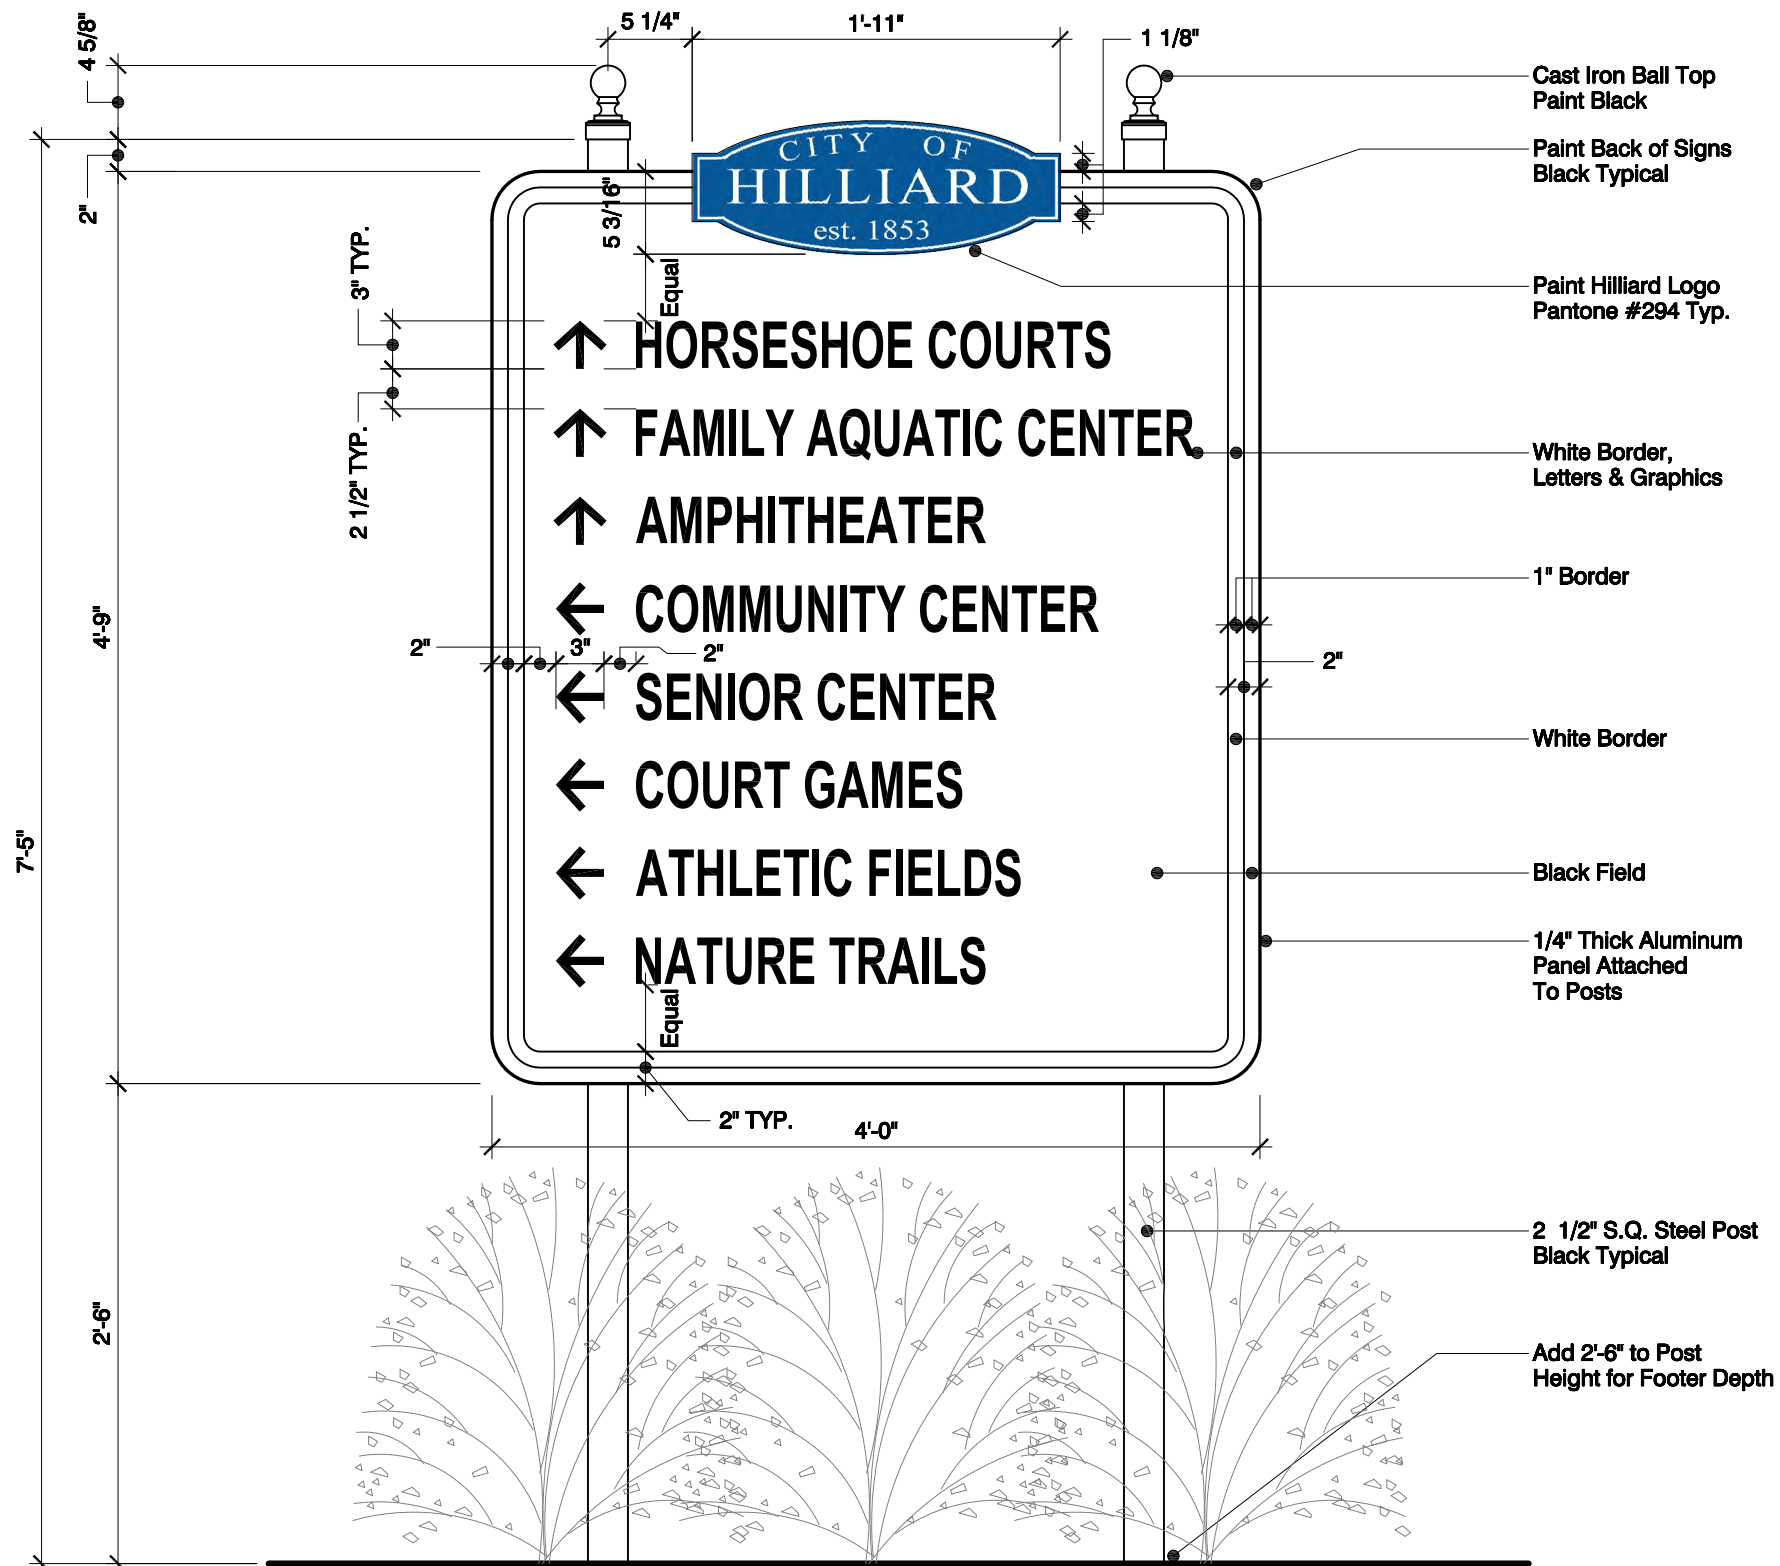 5 1/4"
1'-11"
1 1/8"
4 5/8"
2"
7'-5"
4'-9"
2'-6"
Cast Iron Ball Top
Paint Black
CITY OF
HILLIARD
est. 1853
Paint Back of Signs
Black Typical
5 3/16"
Equal
Paint Hilliard Logo
Pantone #294 Typ.
3" TYP.
2 1/2" TYP.
HORSESHOE COURTS
FAMILY AQUATIC CENTER
White Border,
Letters & Graphics
AMPHITHEATER
1" Border
COMMUNITY CENTER
2"
3"
2"
2"
SENIOR CENTER
White Border
COURT GAMES
ATHLETIC FIELDS
Black Field
NATURE TRAILS
1/4" Thick Aluminum
Panel Attached
To Posts
Equal
2" TYP.
4'-0"
2 1/2" S.Q. Steel Post
Black Typical
Add 2'-6" to Post
Height for Footer Depth